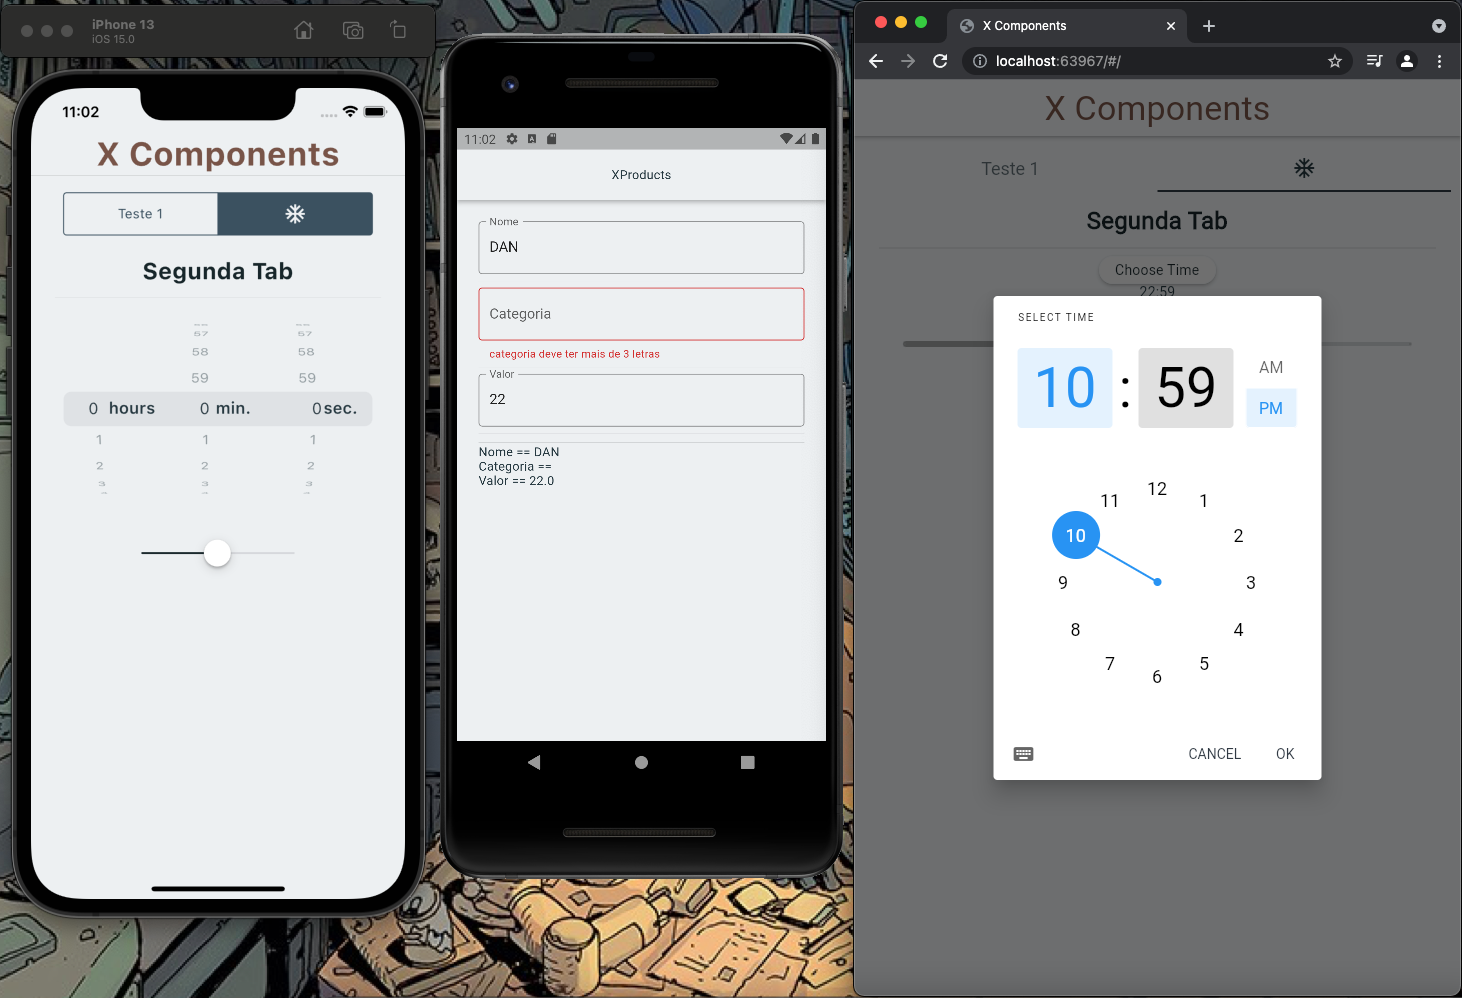 iPhone 13
iOS 15.0
11:02
X Components
Teste 1
Segunda Tab
57 57
58 58
59 59
0 hours 0 min. 0 sec.
1 1 1
2 2 2
3 3 3
11:02
XProducts
Nome
DAN
Categoria
categoria deve ter mais de 3 letras
Valor
22
Nome == DAN
Categoria ==
Valor == 22.0
X Components
localhost:63967/#/
X Components
Teste 1
Segunda Tab
Choose Time
22:59
SELECT TIME
10 : 59
AM
PM
12
1
2
3
4
5
6
7
8
9
10
11
CANCEL OK